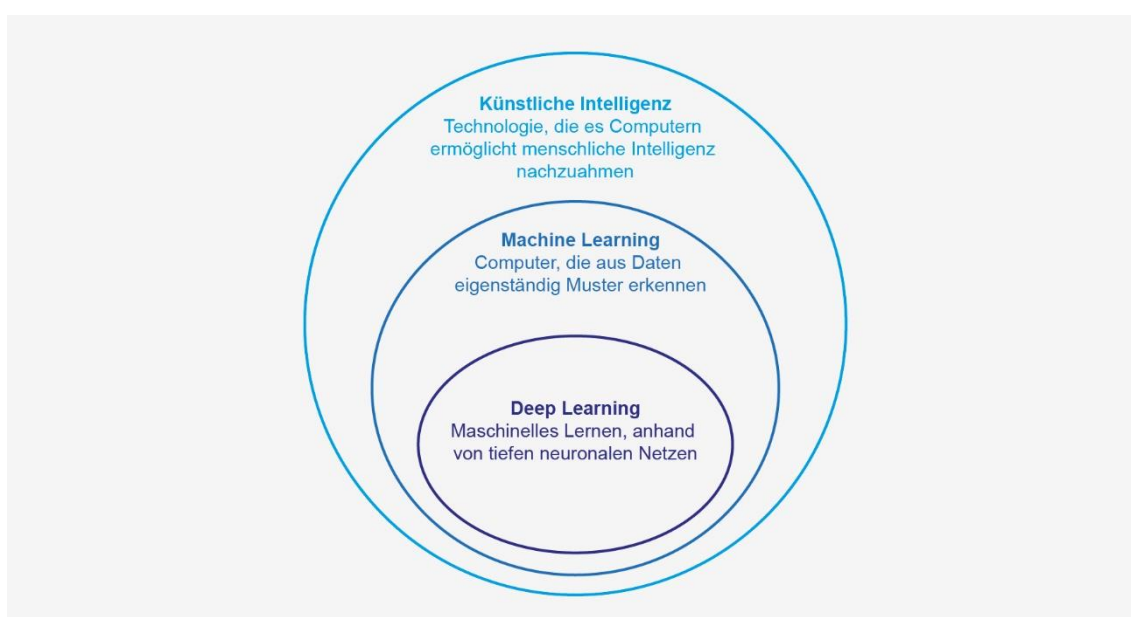 Künstliche Intelligenz
Technologie, die es Computern
ermöglicht menschliche Intelligenz
nachzuahmen
Machine Learning
Computer, die aus Daten
eigenständig Muster erkennen
Deep Learning
Maschinelles Lernen, anhand
von tiefen neuronalen Netzen